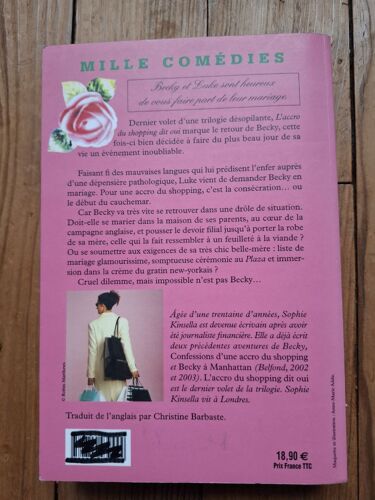 MILLE COMÉDIES
Becky et Luke sont heureux
de vous faire part de leur mariage.
Dernier volet d'une trilogie désopilante, L'accro
du shopping dit oui marque le retour de Becky, cette
fois-ci bien décidée à faire du plus beau jour de sa
vie un événement inoubliable.
Faisant fi des mauvaises langues qui lui prédisent l'enfer auprès
d'une dépensière pathologique, Luke vient de demander Becky en
mariage. Pour une accro du shopping, c'est la consécration… ou
le début du cauchemar.
Car Becky va très vite se retrouver dans une drôle de situation.
Doit-elle se marier dans la maison de ses parents, au cœur de la
campagne anglaise, et pousser le devoir filial jusqu'à porter la robe
de sa mère, celle qui la fait ressembler à un feuilleté à la viande ?
Ou se soumettre aux exigences de sa très chic belle-mère : liste de
mariage glamourissime, somptueuse cérémonie au Plaza et immer-
sion dans la crème du gratin new-yorkais ?
Cruel dilemme, mais impossible n'est pas Becky…
Âgée d'une trentaine d'années, Sophie
Kinsella est devenue écrivain après avoir
été journaliste financière. Elle a déjà écrit
deux précédentes aventures de Becky,
Confessions d'une accro du shopping
et Becky à Manhattan (Belfond, 2002
et 2003). L'accro du shopping dit oui
est le dernier volet de la trilogie. Sophie
Kinsella vit à Londres.
© Robin Matthews
Traduit de l'anglais par Christine Barbaste.
18,90 €
Prix France TTC
Maquette et illustration : Anne-Marie Adda